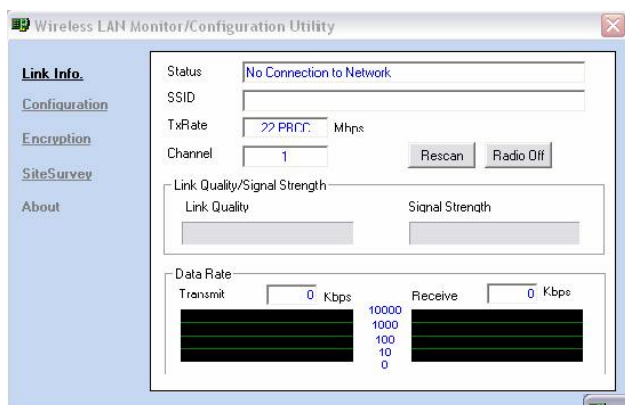 Wireless LAN Monitor/Configuration Utility
Link Info.
Configuration
Encryption
SiteSurvey
About
Status No Connection to Network
SSID
TxRate 22 PBCC Mbps
Channel 1 Rescan Radio Off
Link Quality/Signal Strength
Link Quality Signal Strength
Data Rate
Transmit 0 Kbps Receive 0 Kbps
10000
1000
100
10
0